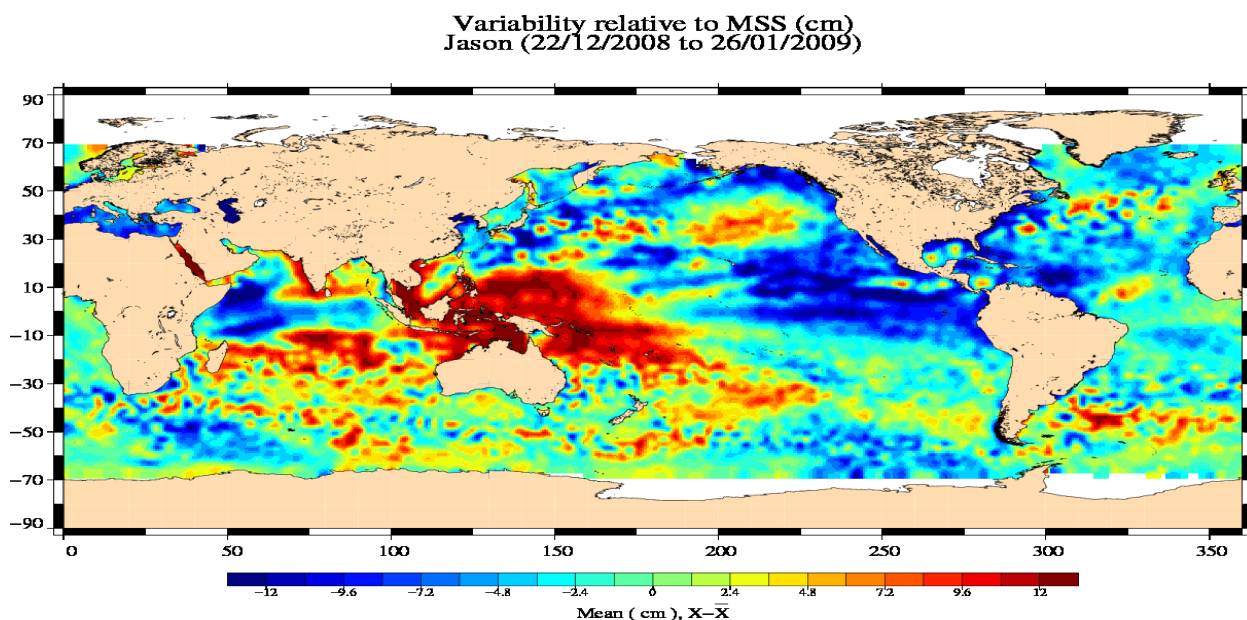 Variability relative to MSS (cm)
Jason (22/12/2008 to 26/01/2009)
90
70
50
30
10
−10
−30
−50
−70
−90
0 50 100 150 200 250 300 350
−12 −9.6 −7.2 −4.8 −2.4 0 2.4 4.8 7.2 9.6 12
Mean ( cm ), X−X̅